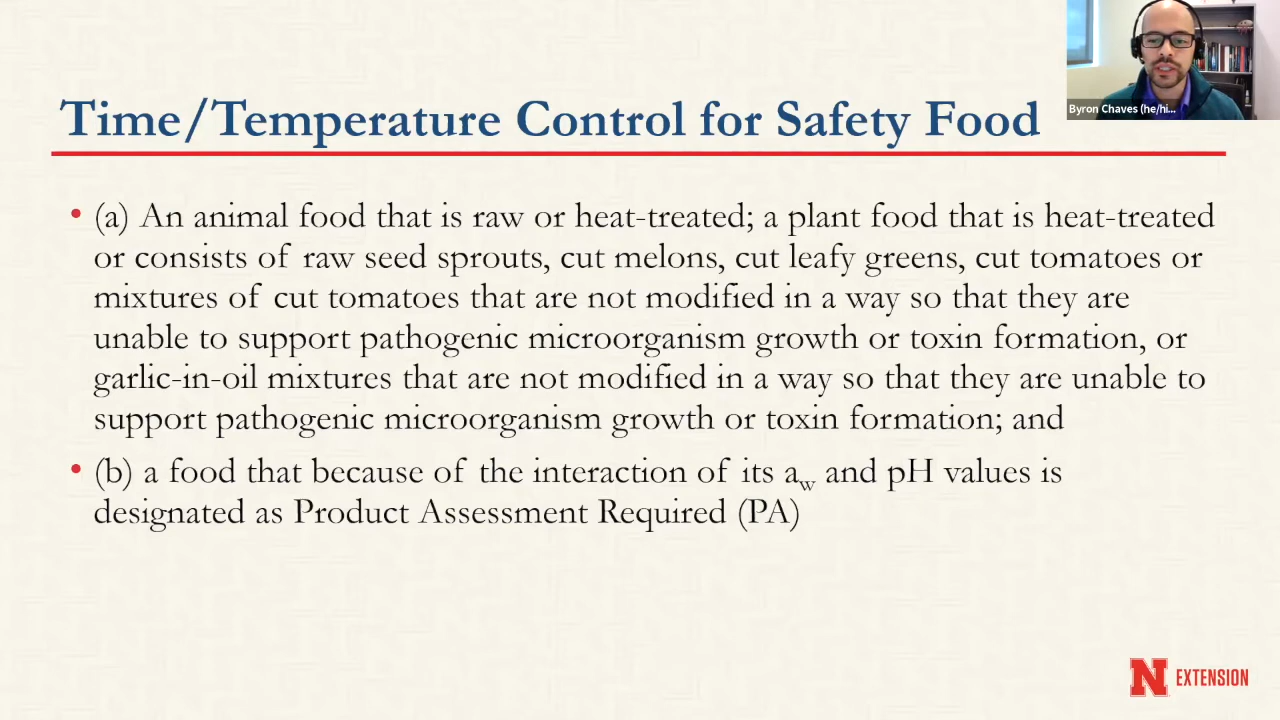 Time/Temperature Control for Safety Food
Byron Chaves (he/hi...
• (a) An animal food that is raw or heat-treated; a plant food that is heat-treated
or consists of raw seed sprouts, cut melons, cut leafy greens, cut tomatoes or
mixtures of cut tomatoes that are not modified in a way so that they are
unable to support pathogenic microorganism growth or toxin formation, or
garlic-in-oil mixtures that are not modified in a way so that they are unable to
support pathogenic microorganism growth or toxin formation; and
• (b) a food that because of the interaction of its aw and pH values is
designated as Product Assessment Required (PA)
N EXTENSION